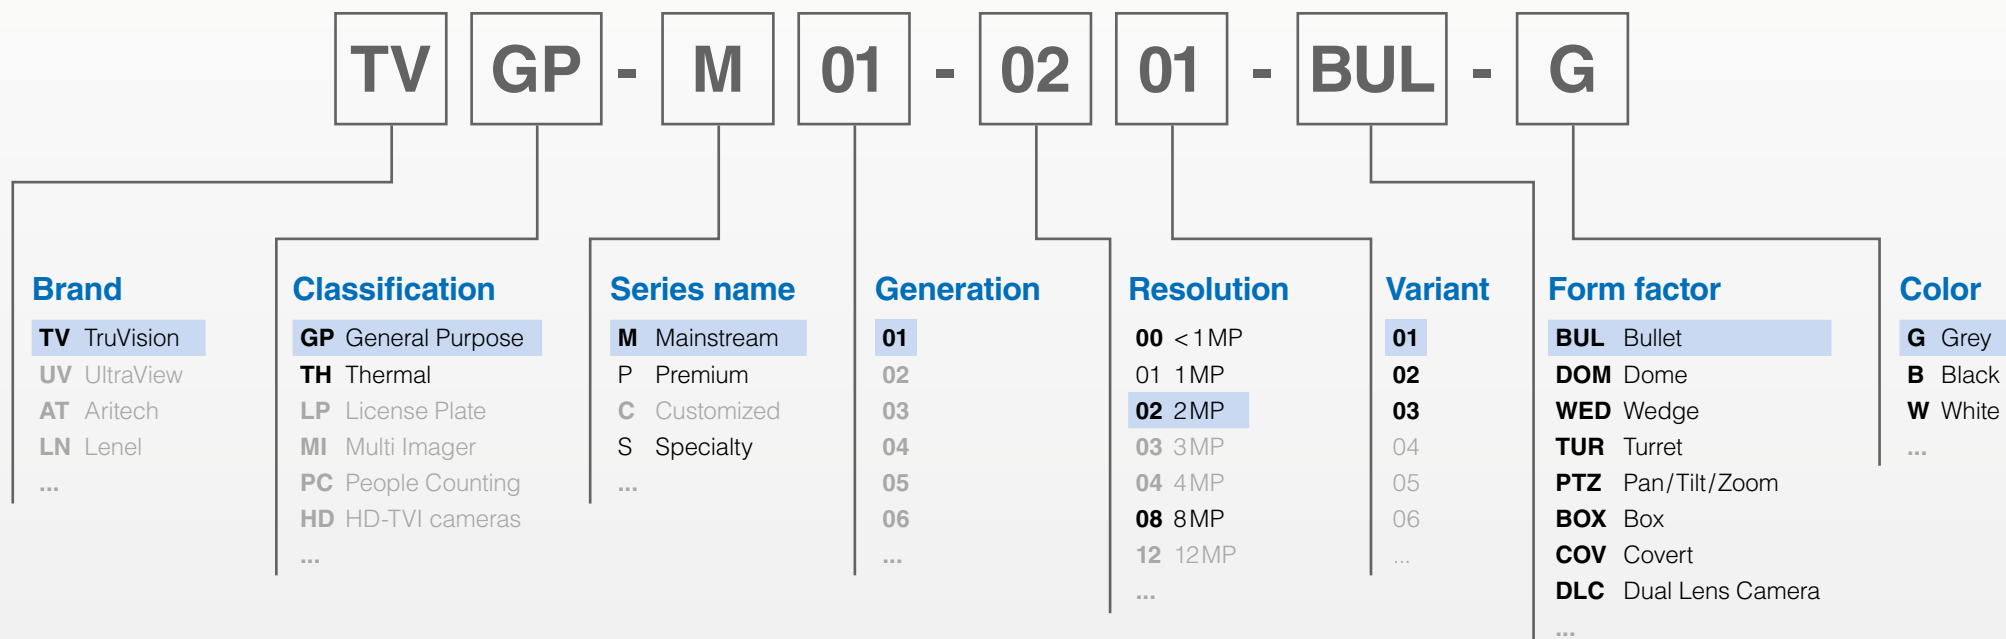 TV GP - M 01 - 02 01 - BUL - G
Brand
TV TruVision
UV UltraView
AT Aritech
LN Lenel
...
Classification
GP General Purpose
TH Thermal
LP License Plate
MI Multi Imager
PC People Counting
HD HD-TVI cameras
...
Series name
M Mainstream
P Premium
C Customized
S Specialty
...
Generation
01
02
03
04
05
06
...
Resolution
00 <1MP
01 1MP
02 2MP
03 3MP
04 4MP
08 8MP
12 12MP
...
Variant
01
02
03
04
05
06
...
Form factor
BUL Bullet
DOM Dome
WED Wedge
TUR Turret
PTZ Pan/Tilt/Zoom
BOX Box
COV Covert
DLC Dual Lens Camera
...
Color
G Grey
B Black
W White
...